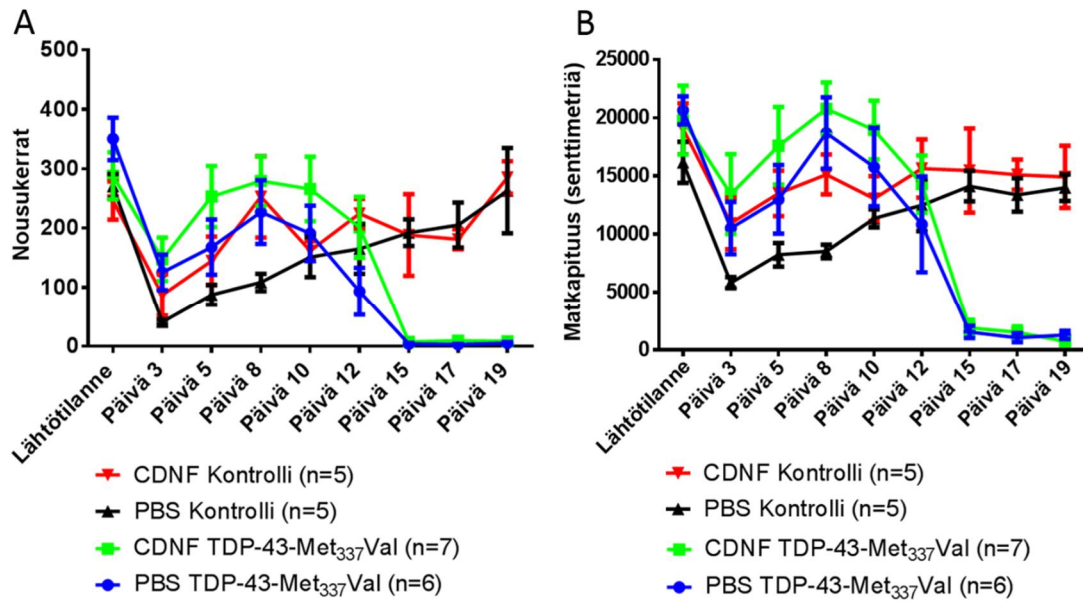 A
500
400
300
200
100
0
Nousukerrat
Lähtötilanne
Päivä 3
Päivä 5
Päivä 8
Päivä 10
Päivä 12
Päivä 15
Päivä 17
Päivä 19
CDNF Kontrolli (n=5)
PBS Kontrolli (n=5)
CDNF TDP-43-Met₃₃₇Val (n=7)
PBS TDP-43-Met₃₃₇Val (n=6)
B
25000
20000
15000
10000
5000
0
Matkapituus (senttimetriä)
Lähtötilanne
Päivä 3
Päivä 5
Päivä 8
Päivä 10
Päivä 12
Päivä 15
Päivä 17
Päivä 19
CDNF Kontrolli (n=5)
PBS Kontrolli (n=5)
CDNF TDP-43-Met₃₃₇Val (n=7)
PBS TDP-43-Met₃₃₇Val (n=6)